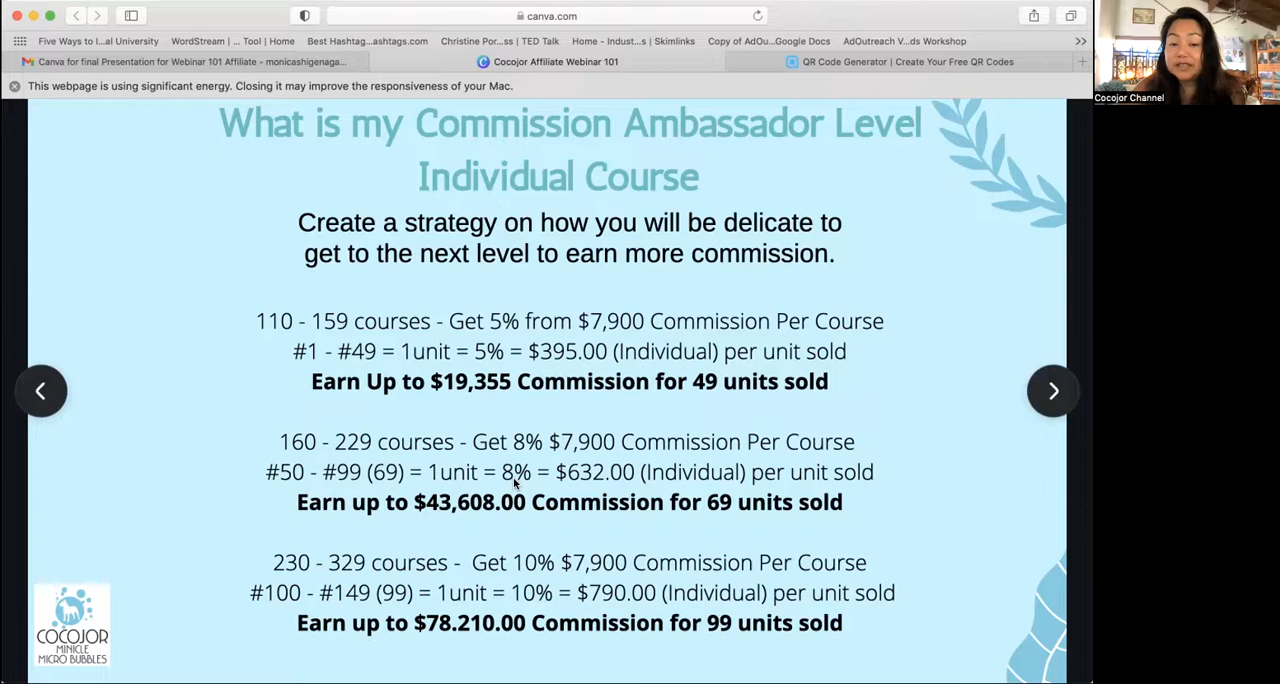 canva.com
Five Ways to I...al University
WordStream | ... Tool | Home
Best Hashtag...ashtags.com
Christine Por...ss | TED Talk
Home - Indust...s | Skimlinks
Copy of AdOu...Google Docs
AdOutreach V...ds Workshop
Canva for final Presentation for Webinar 101 Affiliate - monicashigenaga...
Cocojor Affiliate Webinar 101
QR Code Generator | Create Your Free QR Codes
This webpage is using significant energy. Closing it may improve the responsiveness of your Mac.
Cocojor Channel
What is my Commission Ambassador Level
Individual Course
Create a strategy on how you will be delicate to
get to the next level to earn more commission.
110 - 159 courses - Get 5% from $7,900 Commission Per Course
#1 - #49 = 1unit = 5% = $395.00 (Individual) per unit sold
Earn Up to $19,355 Commission for 49 units sold
160 - 229 courses - Get 8% $7,900 Commission Per Course
#50 - #99 (69) = 1unit = 8% = $632.00 (Individual) per unit sold
Earn up to $43,608.00 Commission for 69 units sold
230 - 329 courses - Get 10% $7,900 Commission Per Course
#100 - #149 (99) = 1unit = 10% = $790.00 (Individual) per unit sold
Earn up to $78.210.00 Commission for 99 units sold
COCOJOR
MINICLE
MICRO BUBBLES